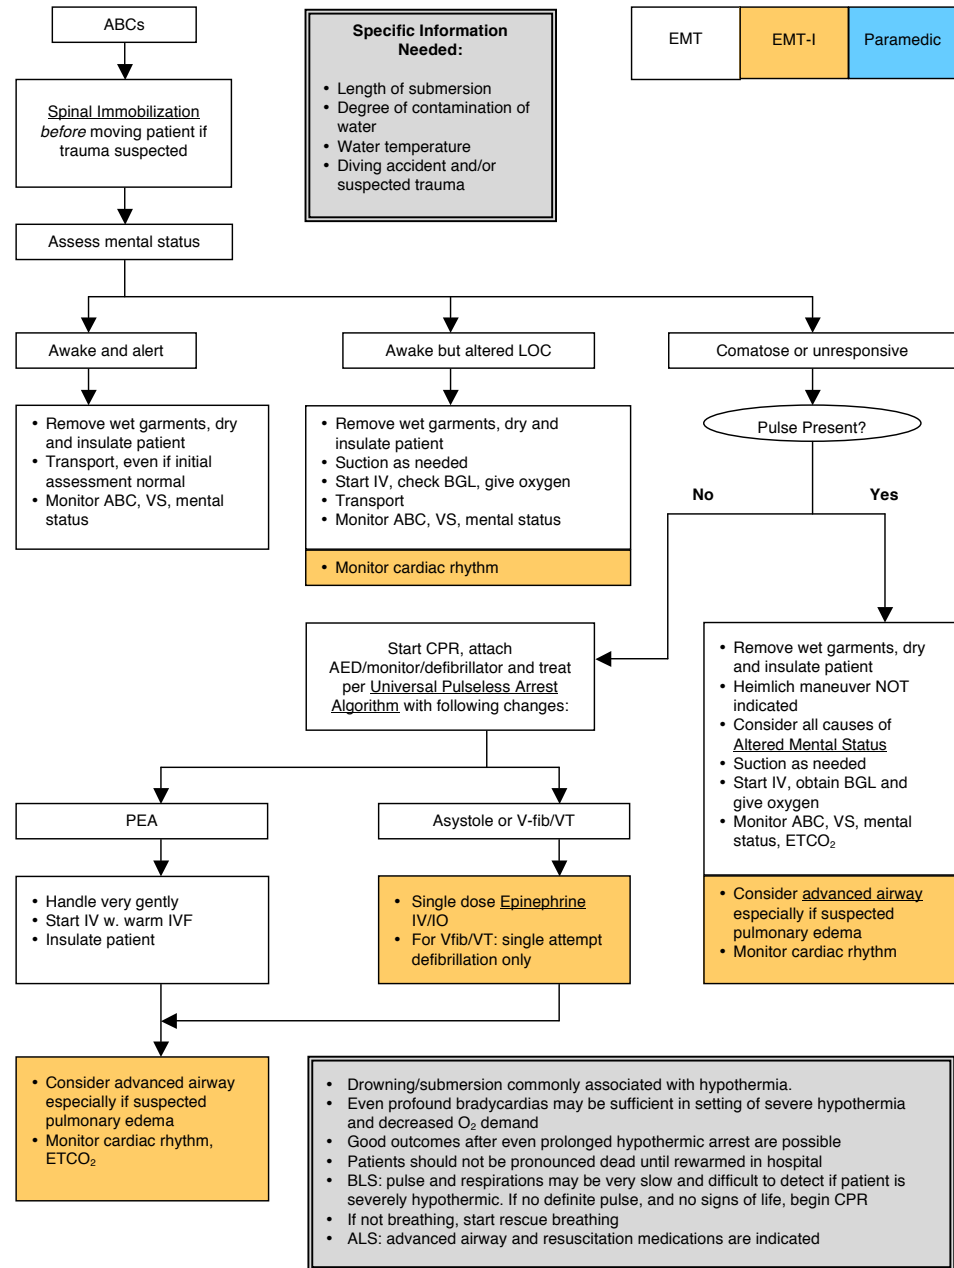 ABCs
Specific Information
Needed:
• Length of submersion
• Degree of contamination of
water
• Water temperature
• Diving accident and/or
suspected trauma
EMT
EMT-I
Paramedic
Spinal Immobilization
before moving patient if
trauma suspected
Assess mental status
Awake and alert
Awake but altered LOC
Comatose or unresponsive
• Remove wet garments, dry
and insulate patient
• Transport, even if initial
assessment normal
• Monitor ABC, VS, mental
status
• Remove wet garments, dry and
insulate patient
• Suction as needed
• Start IV, check BGL, give oxygen
• Transport
• Monitor ABC, VS, mental status
• Monitor cardiac rhythm
Pulse Present?
No
Yes
Start CPR, attach
AED/monitor/defibrillator and treat
per Universal Pulseless Arrest
Algorithm with following changes:
• Remove wet garments, dry
and insulate patient
• Heimlich maneuver NOT
indicated
• Consider all causes of
Altered Mental Status
• Suction as needed
• Start IV, obtain BGL and
give oxygen
• Monitor ABC, VS, mental
status, ETCO₂
• Consider advanced airway
especially if suspected
pulmonary edema
• Monitor cardiac rhythm
PEA
Asystole or V-fib/VT
• Handle very gently
• Start IV w. warm IVF
• Insulate patient
• Single dose Epinephrine
IV/IO
• For Vfib/VT: single attempt
defibrillation only
• Consider advanced airway
especially if suspected
pulmonary edema
• Monitor cardiac rhythm,
ETCO₂
• Drowning/submersion commonly associated with hypothermia.
• Even profound bradycardias may be sufficient in setting of severe hypothermia
and decreased O₂ demand
• Good outcomes after even prolonged hypothermic arrest are possible
• Patients should not be pronounced dead until rewarmed in hospital
• BLS: pulse and respirations may be very slow and difficult to detect if patient is
severely hypothermic. If no definite pulse, and no signs of life, begin CPR
• If not breathing, start rescue breathing
• ALS: advanced airway and resuscitation medications are indicated